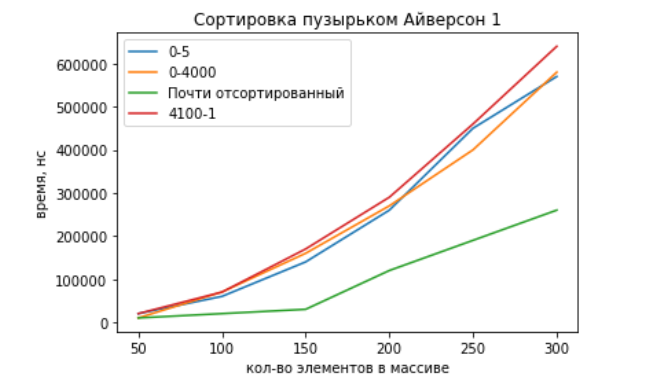 Сортировка пузырьком Айверсон 1
0-5
0-4000
Почти отсортированный
4100-1
время, нс
600000
500000
400000
300000
200000
100000
0
50 100 150 200 250 300
кол-во элементов в массиве